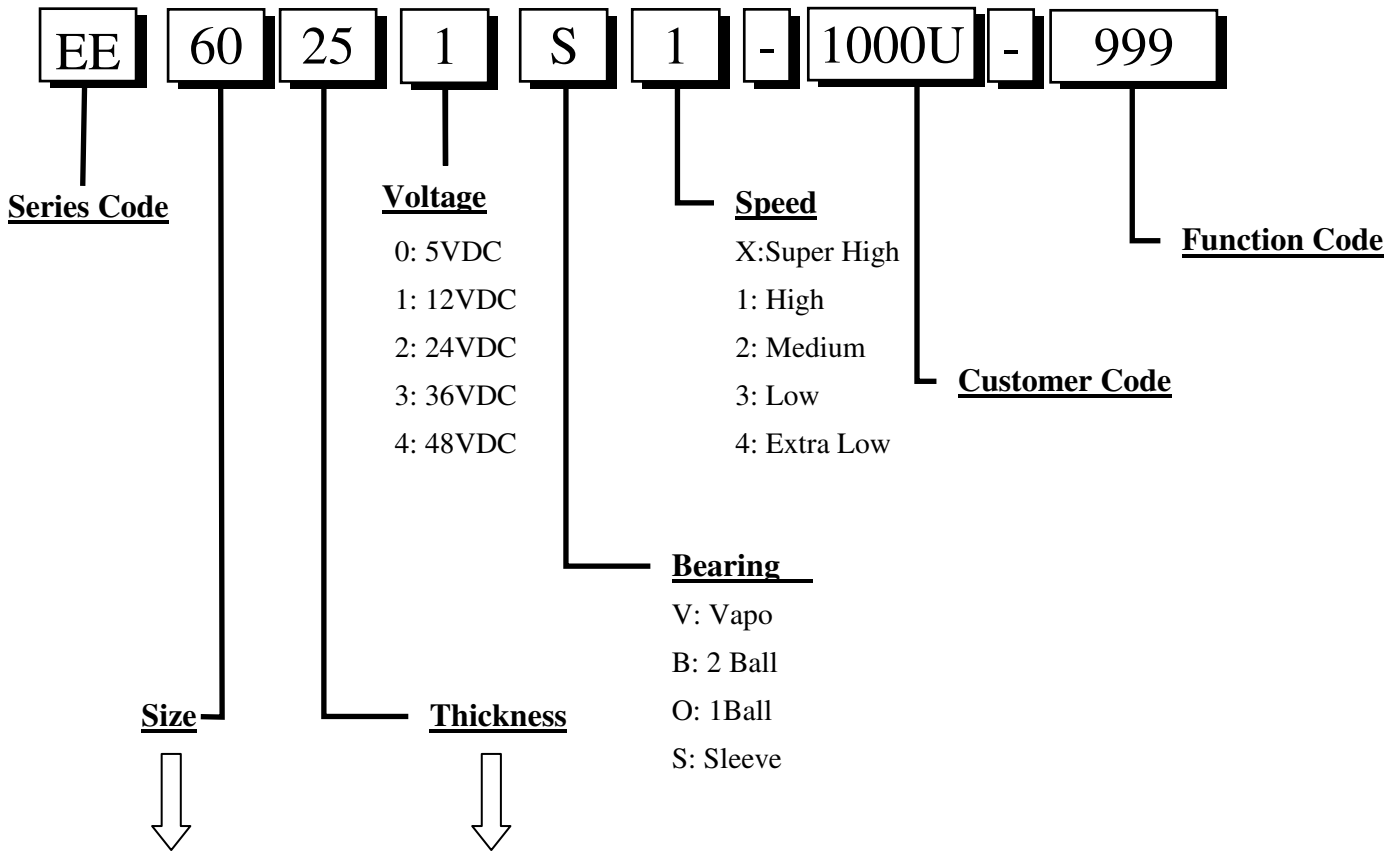 EE 60 25 1 S 1 - 1000U - 999
Series Code
Voltage
0: 5VDC
1: 12VDC
2: 24VDC
3: 36VDC
4: 48VDC
Speed
X:Super High
1: High
2: Medium
3: Low
4: Extra Low
Function Code
Customer Code
Bearing
V: Vapo
B: 2 Ball
O: 1Ball
S: Sleeve
Size
Thickness